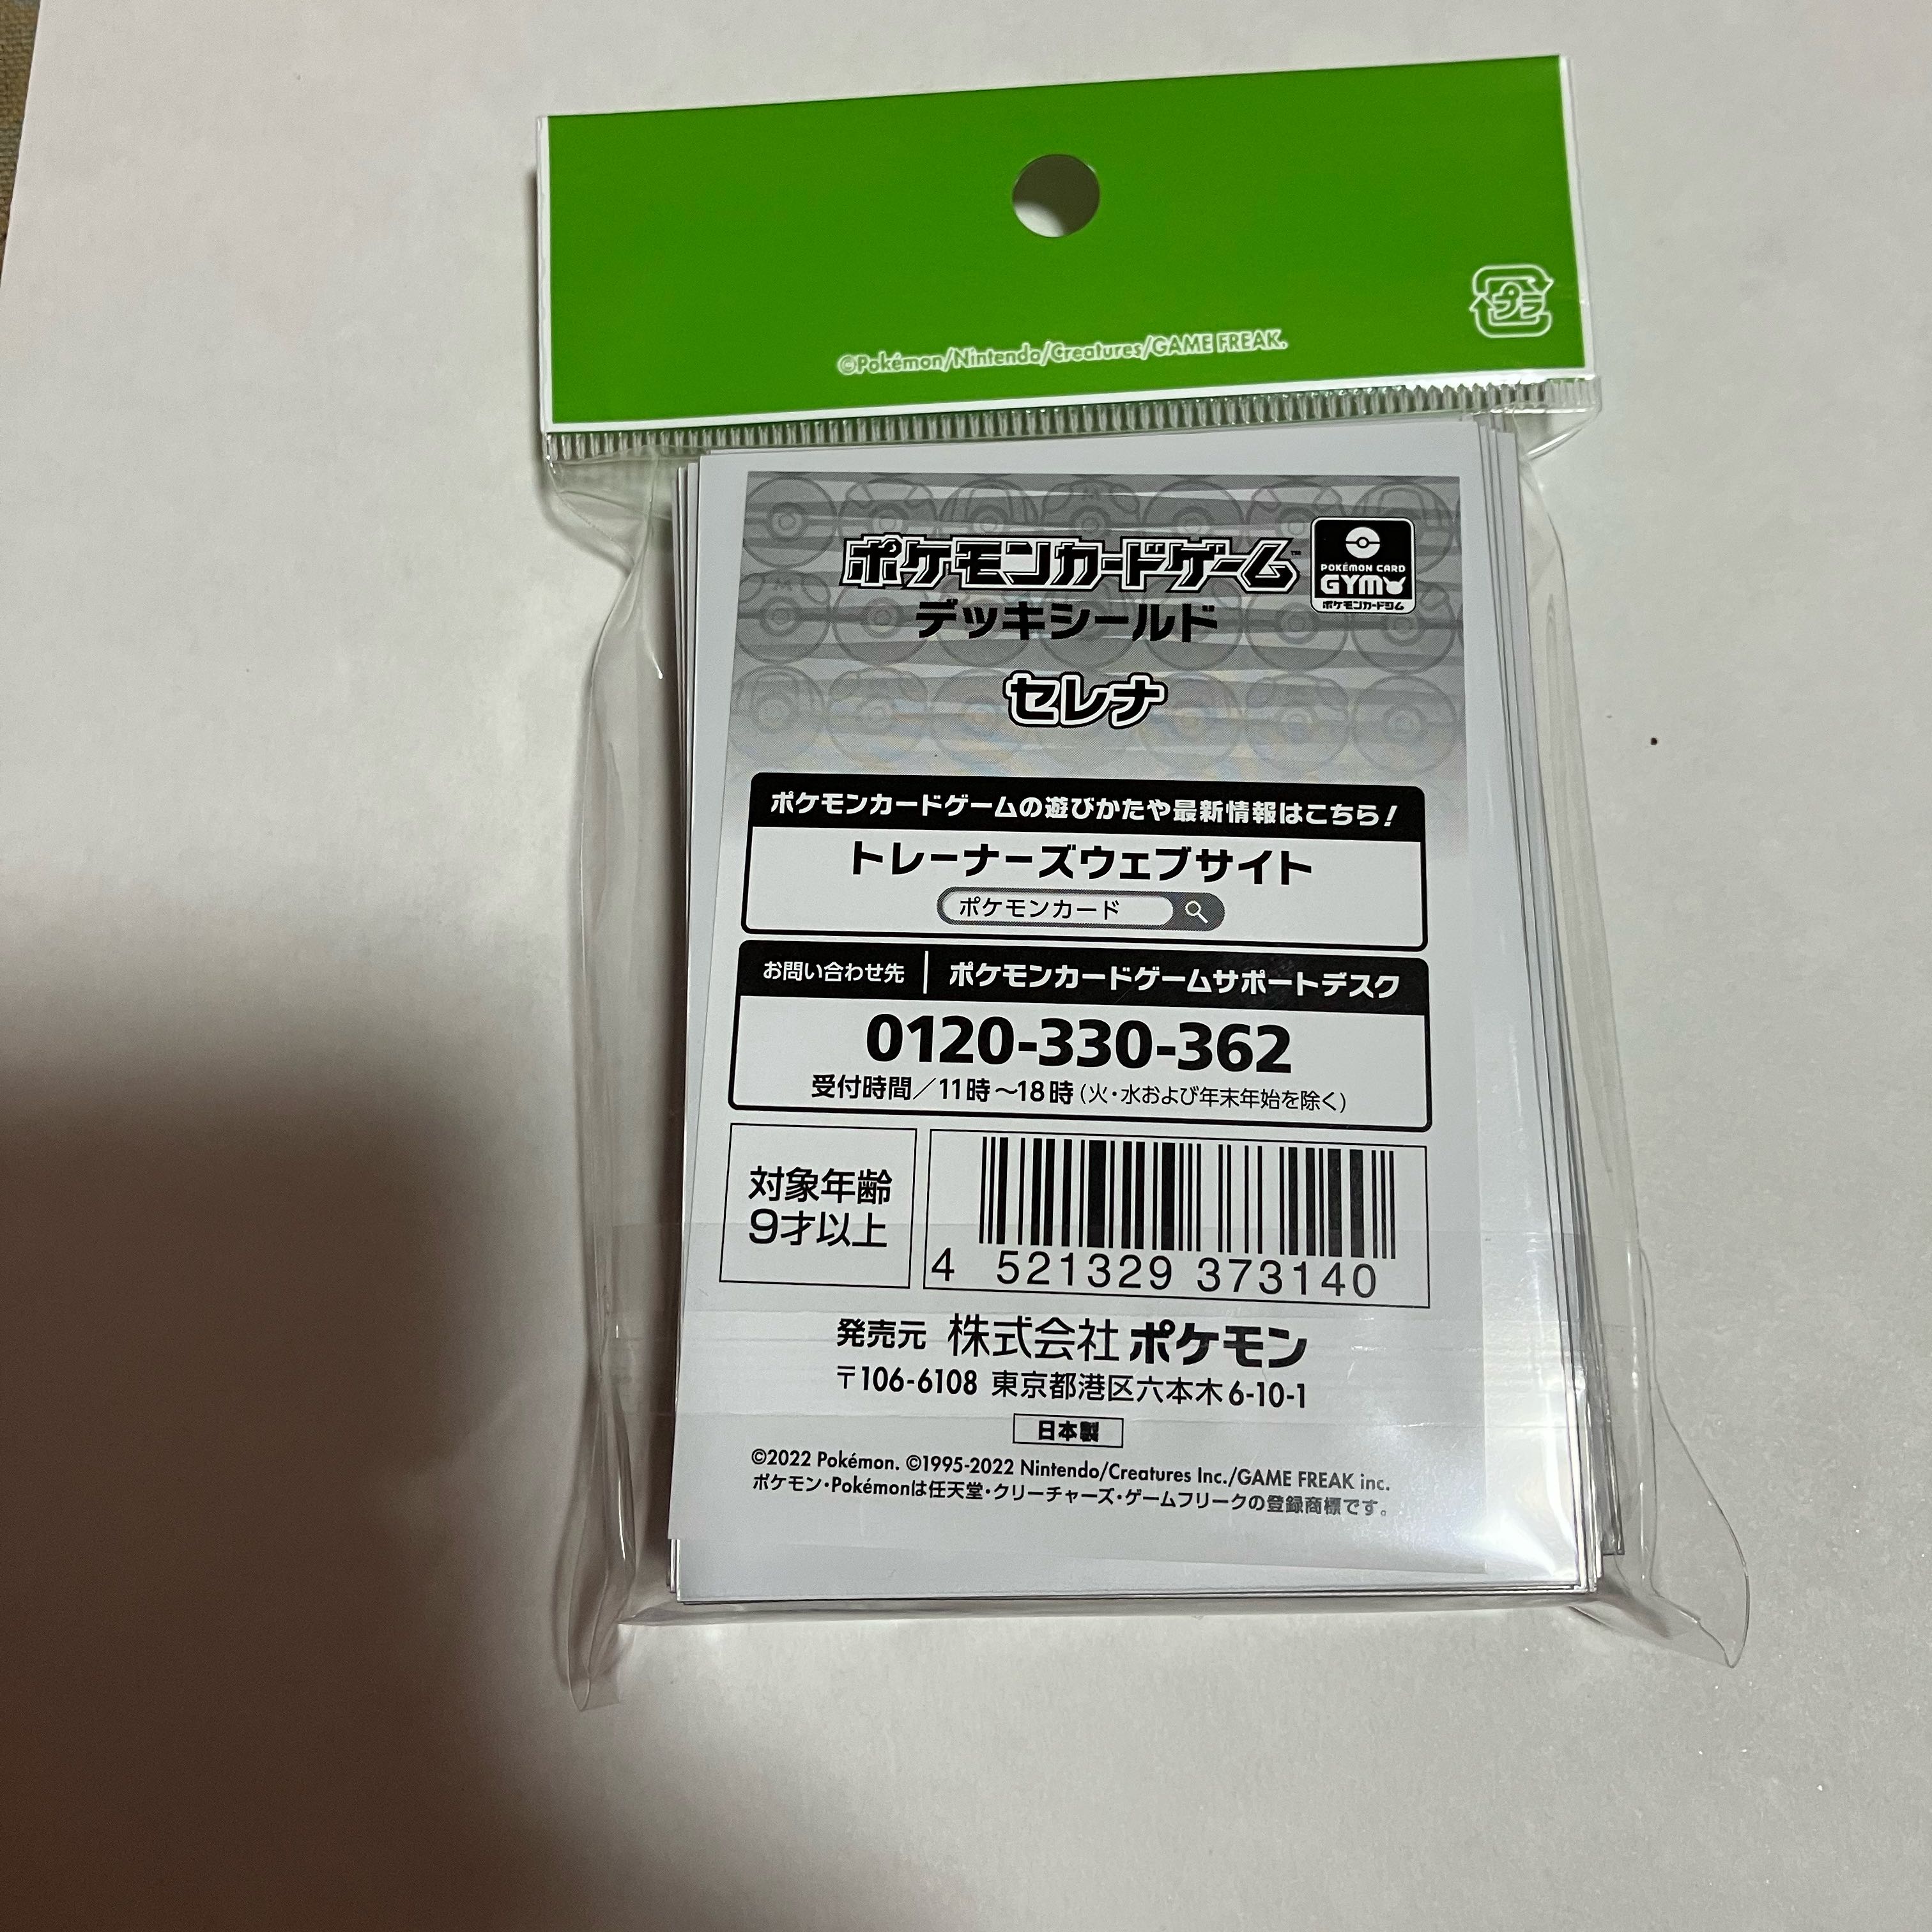 ©Pokémon/Nintendo/Creatures/GAME FREAK.
プラ
ポケモンカードゲーム™
POKÉMON CARD
GYM
ポケモンカードジム
デッキシールド
セレナ
ポケモンカードゲームの遊びかたや最新情報はこちら!
トレーナーズウェブサイト
ポケモンカード
お問い合わせ先 ポケモンカードゲームサポートデスク
0120-330-362
受付時間/11時～18時(火・水および年末年始を除く)
対象年齢
9才以上
4 521329 373140
発売元 株式会社ポケモン
〒106-6108 東京都港区六本木6-10-1
日本製
©2022 Pokémon. ©1995-2022 Nintendo/Creatures Inc./GAME FREAK inc.
ポケモン・Pokémonは任天堂・クリーチャーズ・ゲームフリークの登録商標です。